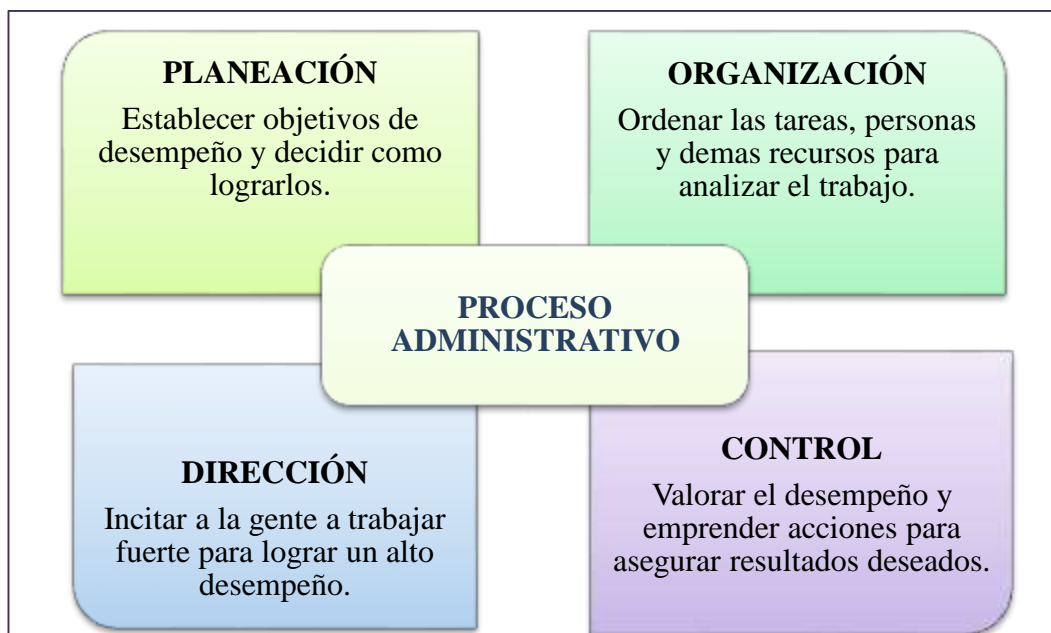 PLANEACIÓN
Establecer objetivos de
desempeño y decidir como
lograrlos.
ORGANIZACIÓN
Ordenar las tareas, personas
y demas recursos para
analizar el trabajo.
PROCESO
ADMINISTRATIVO
DIRECCIÓN
Incitar a la gente a trabajar
fuerte para lograr un alto
desempeño.
CONTROL
Valorar el desempeño y
emprender acciones para
asegurar resultados deseados.